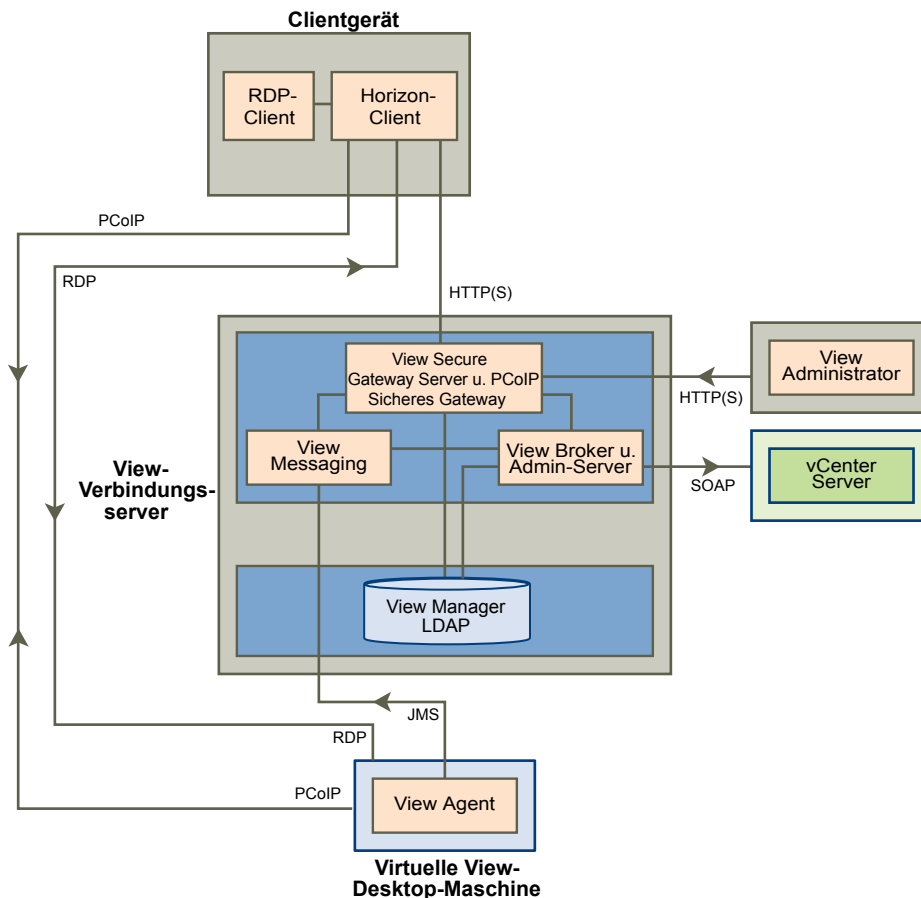 Clientgerät
RDP-
Client
Horizon-
Client
PCoIP
RDP
HTTP(S)
View Secure
Gateway Server u. PCoIP
Sicheres Gateway
View
Administrator
HTTP(S)
View
Messaging
View Broker u.
Admin-Server
View-
Verbindungs-
server
SOAP
vCenter
Server
View Manager
LDAP
JMS
RDP
PCoIP
View Agent
Virtuelle View-
Desktop-Maschine